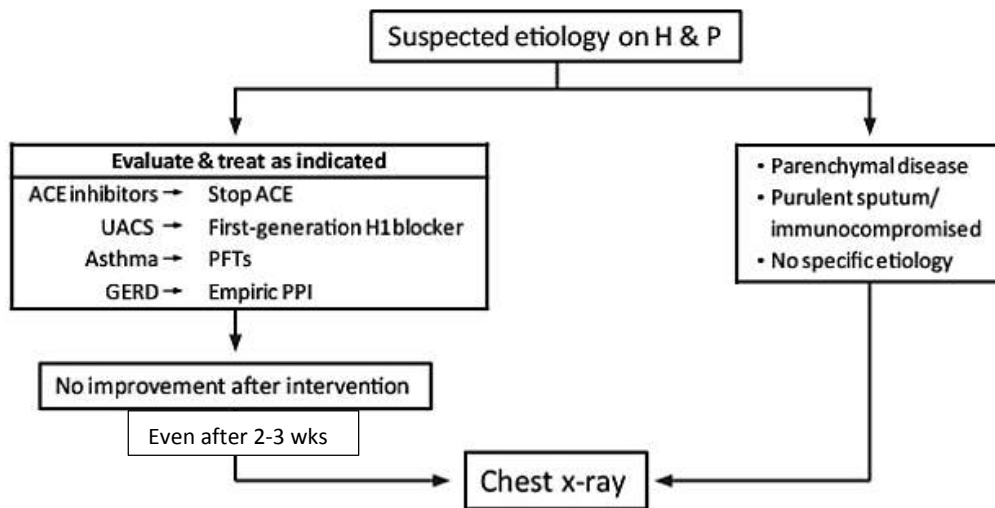 Suspected etiology on H & P
Evaluate & treat as indicated
ACE inhibitors → Stop ACE
UACS → First-generation H1 blocker
Asthma → PFTs
GERD → Empiric PPI
• Parenchymal disease
• Purulent sputum/
immunocompromised
• No specific etiology
No improvement after intervention
Even after 2-3 wks
Chest x-ray